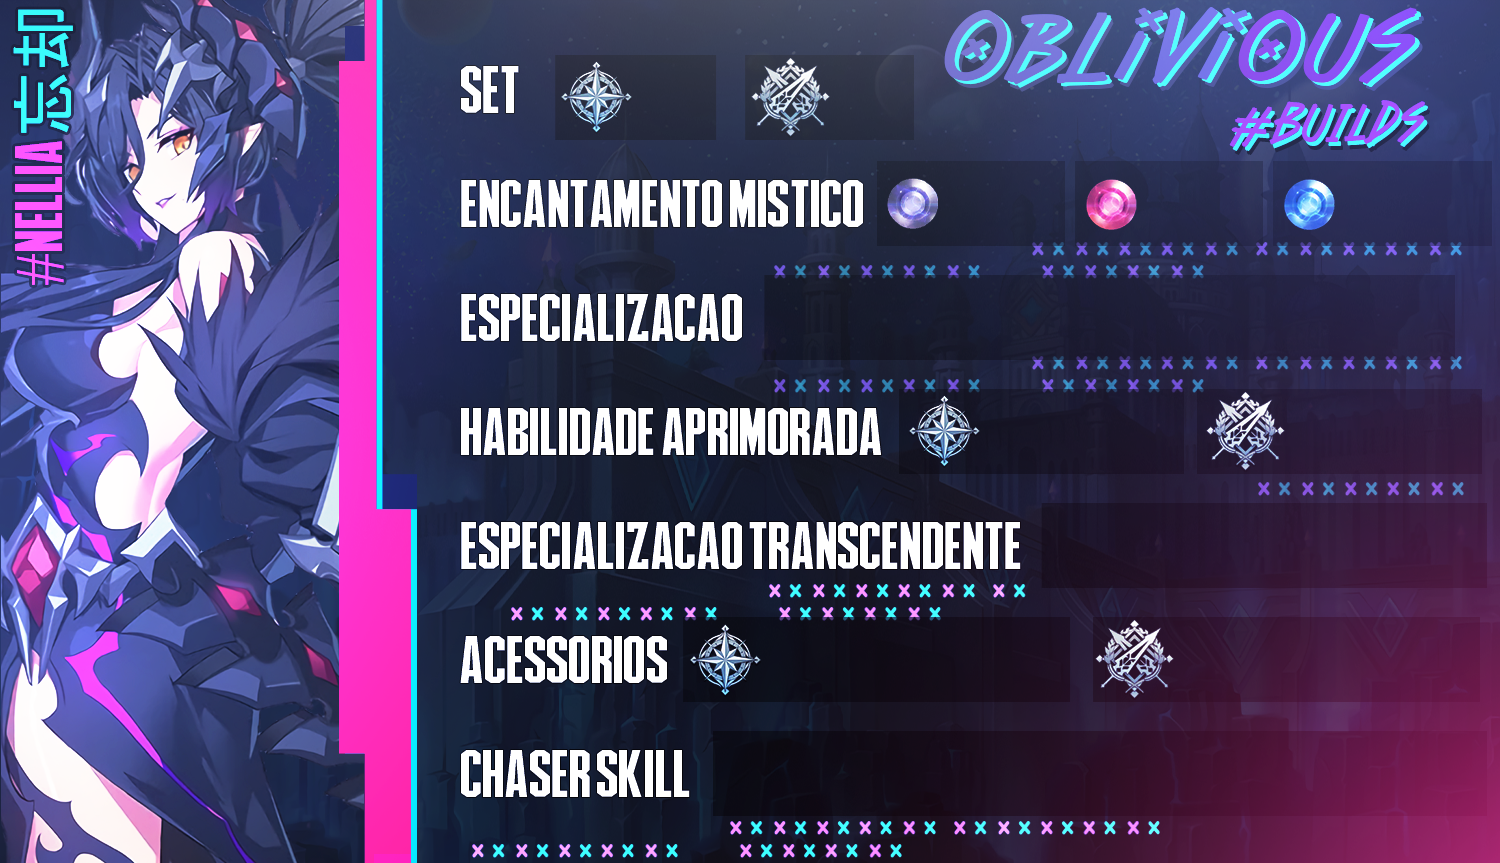 #NELLIA 忘却
OBLiViOUS
#BUILDS
SET
ENCANTAMENTO MISTICO
ESPECIALIZACAO
HABILIDADE APRIMORADA
ESPECIALIZACAO TRANSCENDENTE
ACESSORIOS
CHASER SKILL